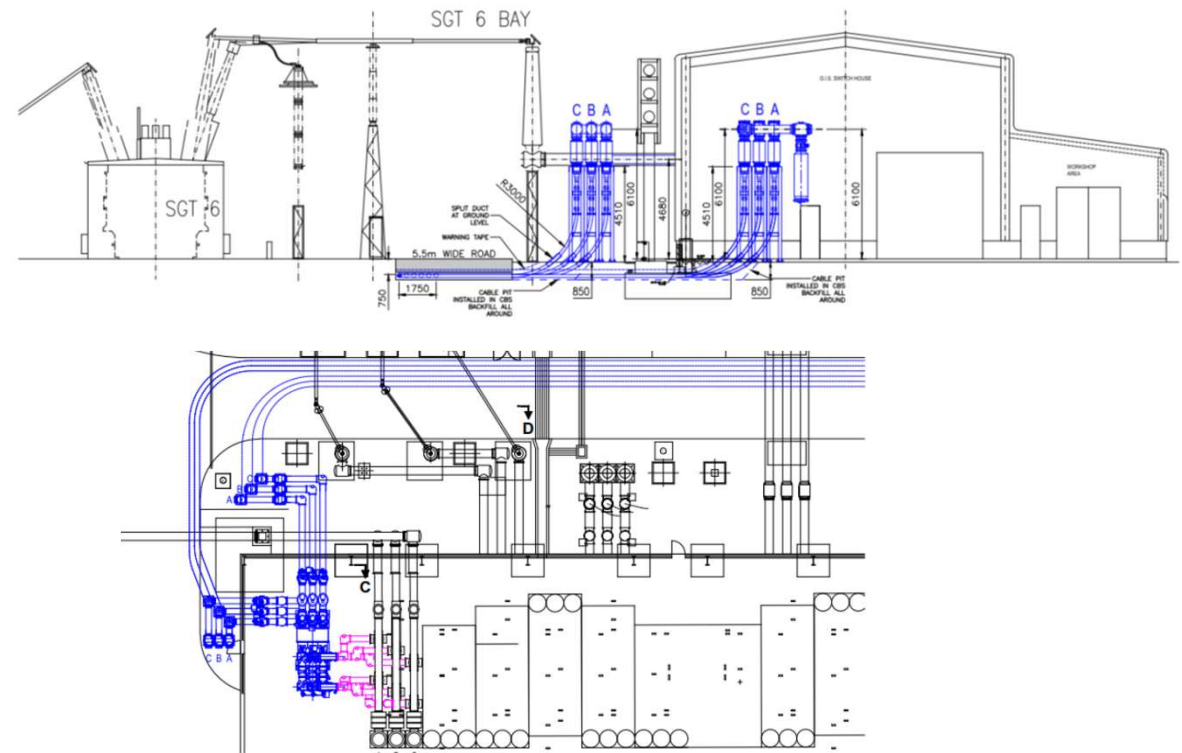 SGT 6 BAY
G.I.S. SWITCH HOUSE
C B A
C B A
WORKSHOP
AREA
SGT 6
R3000
SPLIT DUCT
AT GROUND
LEVEL
WARNING TAPE
5.5m WIDE ROAD
4510
6100
4680
4510
6100
6100
750
1750
CABLE PIT
INSTALLED IN CBS
BACKFILL ALL
AROUND
850
850
CABLE PIT
INSTALLED IN CBS
BACKFILL ALL
AROUND
D
C
B
A
C
C B A